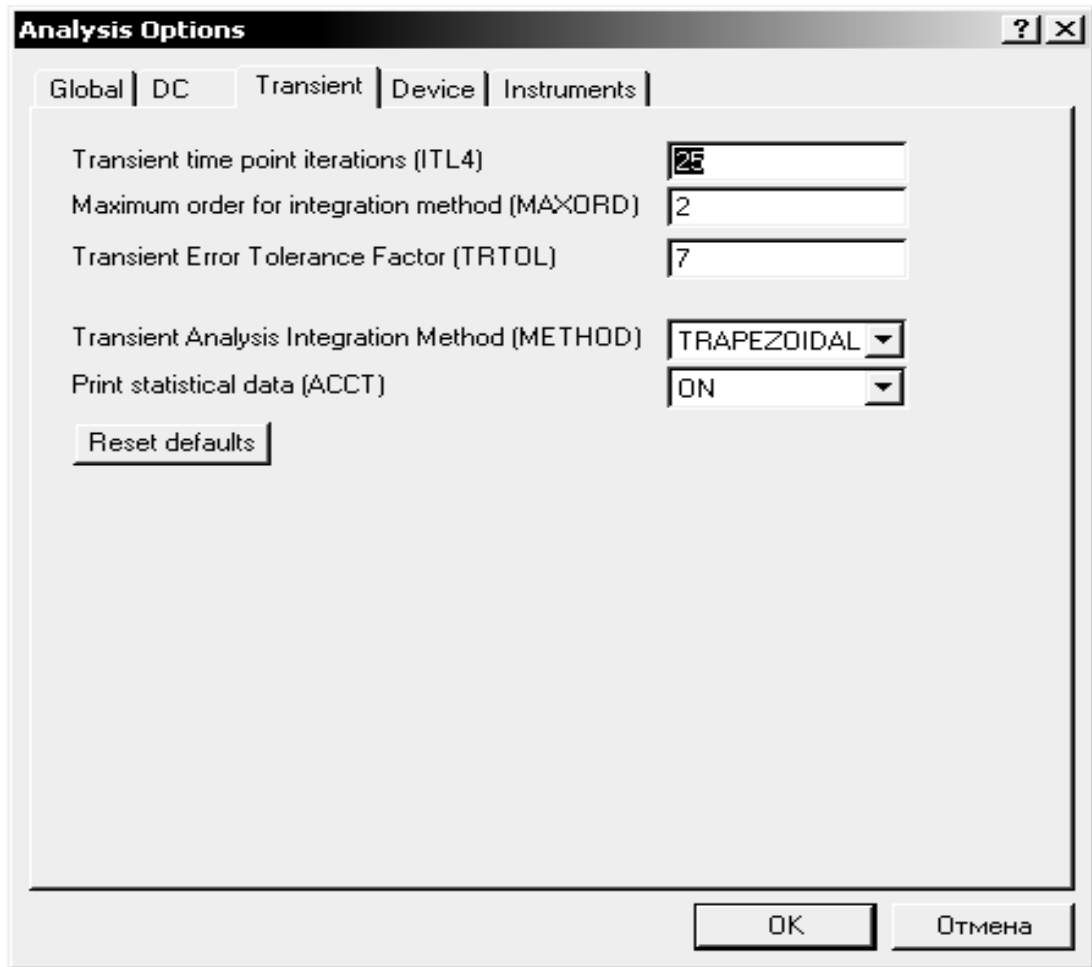 Analysis Options
Global DC Transient Device Instruments
Transient time point iterations (ITL4) 25
Maximum order for integration method (MAXORD) 2
Transient Error Tolerance Factor (TRTOL) 7
Transient Analysis Integration Method (METHOD) TRAPEZOIDAL
Print statistical data (ACCT) ON
Reset defaults
OK Отмена